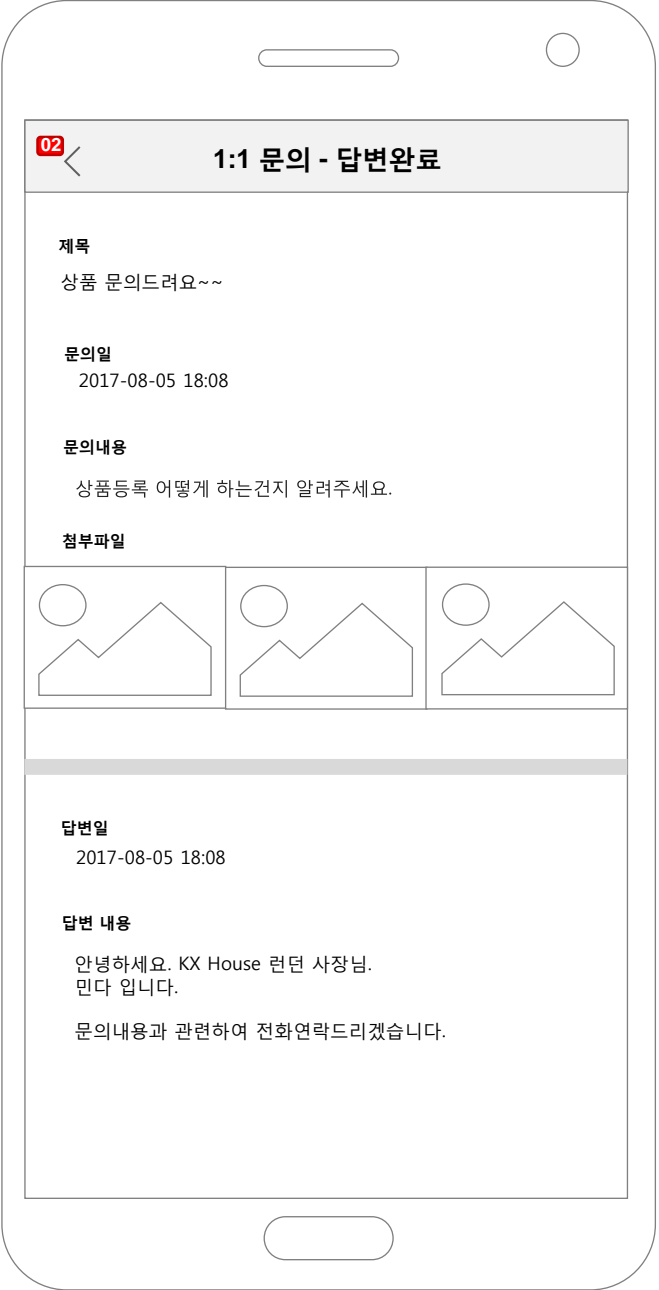 02
1:1 문의 - 답변완료
제목
상품 문의드려요~~
문의일
2017-08-05 18:08
문의내용
상품등록 어떻게 하는건지 알려주세요.
첨부파일
답변일
2017-08-05 18:08
답변 내용
안녕하세요. KX House 런던 사장님.
민다 입니다.
문의내용과 관련하여 전화연락드리겠습니다.